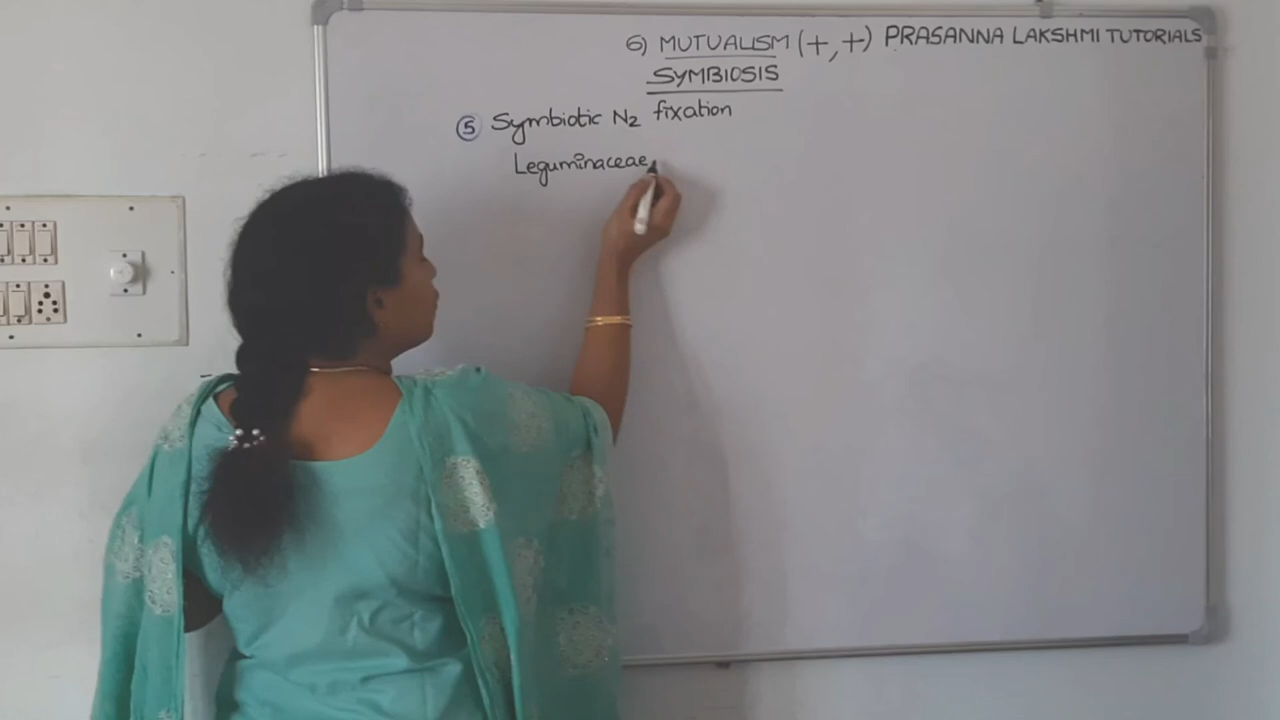 6) MUTUALISM (+,+) PRASANNA LAKSHMI TUTORIALS
SYMBIOSIS
⑤ Symbiotic N2 fixation
Leguminaceae